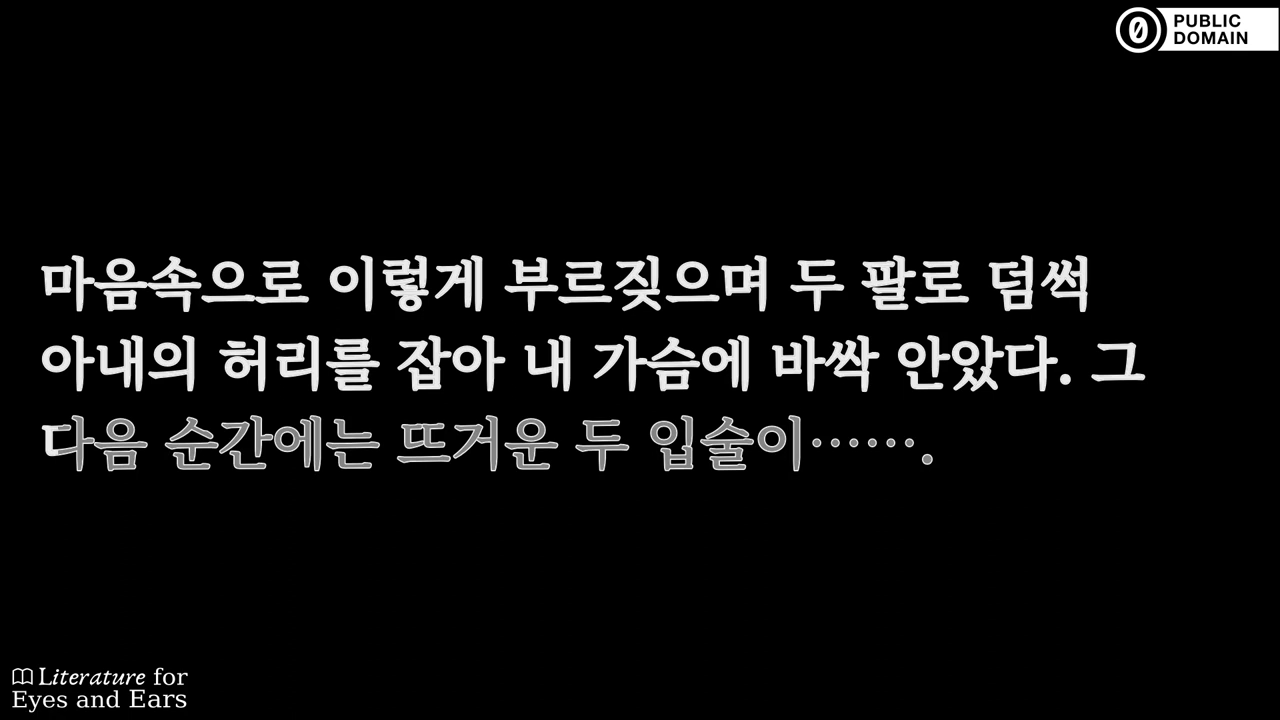 PUBLIC
DOMAIN
마음속으로 이렇게 부르짖으며 두 팔로 덤썩
아내의 허리를 잡아 내 가슴에 바싹 안았다. 그
다음 순간에는 뜨거운 두 입술이…….
Literature for
Eyes and Ears